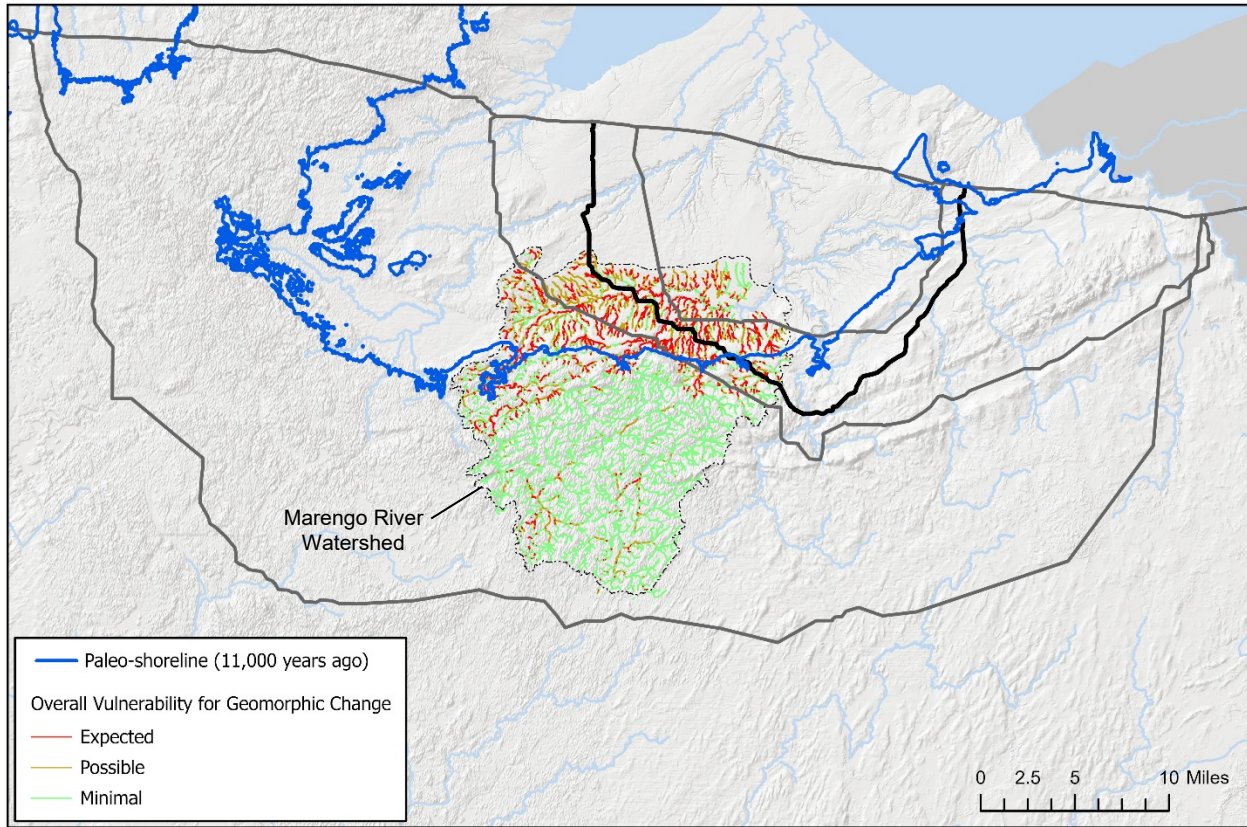 Marengo River
Watershed
Paleo-shoreline (11,000 years ago)
Overall Vulnerability for Geomorphic Change
Expected
Possible
Minimal
0 2.5 5 10 Miles